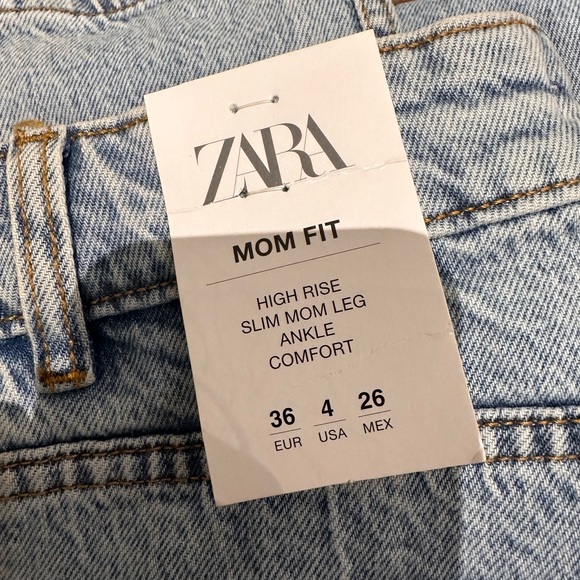 ZARA
MOM FIT
HIGH RISE
SLIM MOM LEG
ANKLE
COMFORT
36 4 26
EUR USA MEX